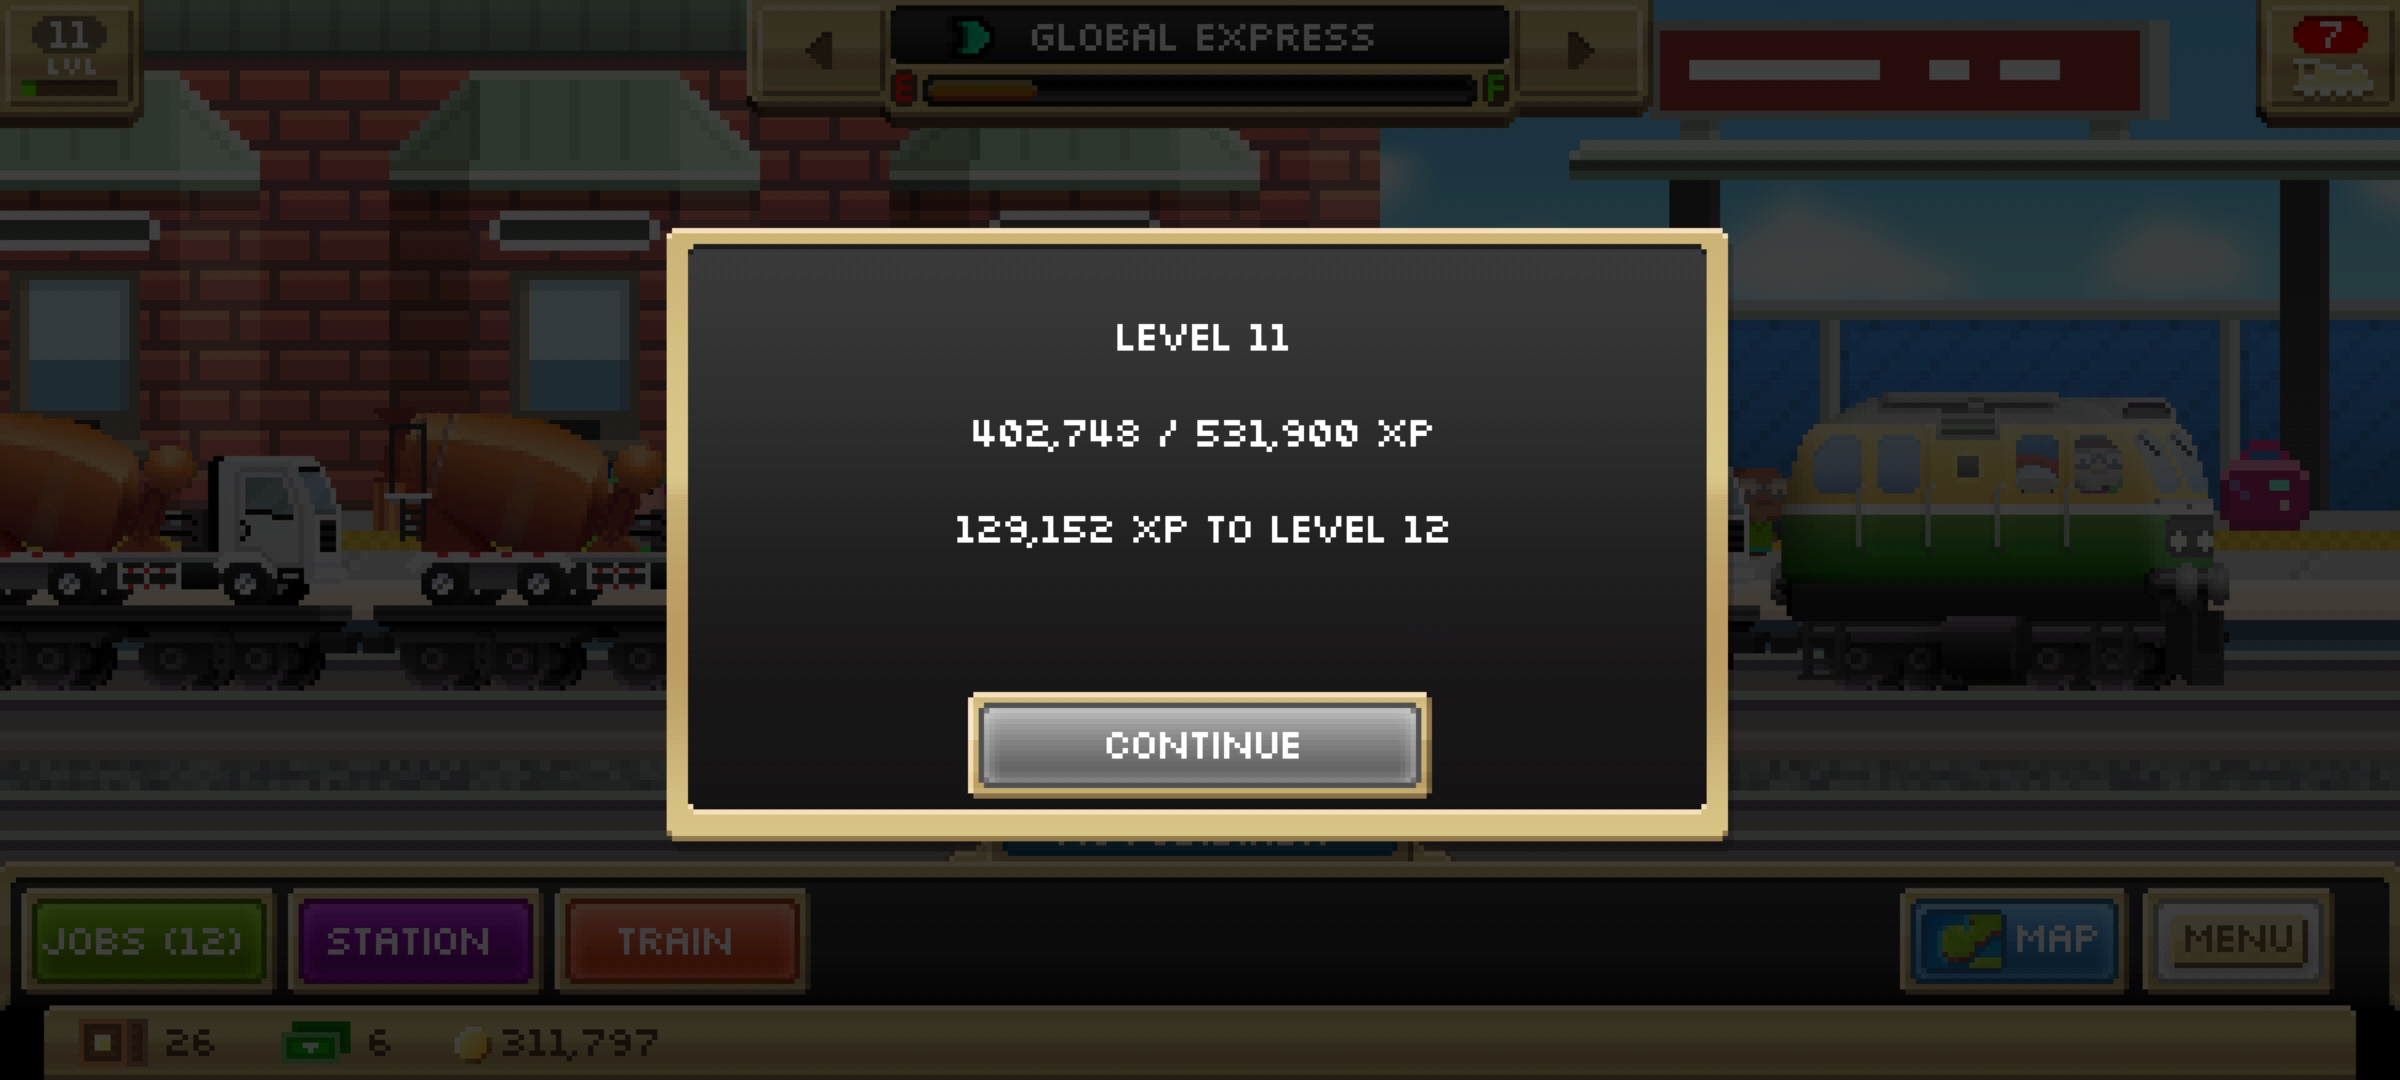 11
LVL
GLOBAL EXPRESS
E F
7
LEVEL 11
402,748 / 531,900 XP
129,152 XP TO LEVEL 12
CONTINUE
JOBS (12)
STATION
TRAIN
MAP
MENU
26
6
311,797